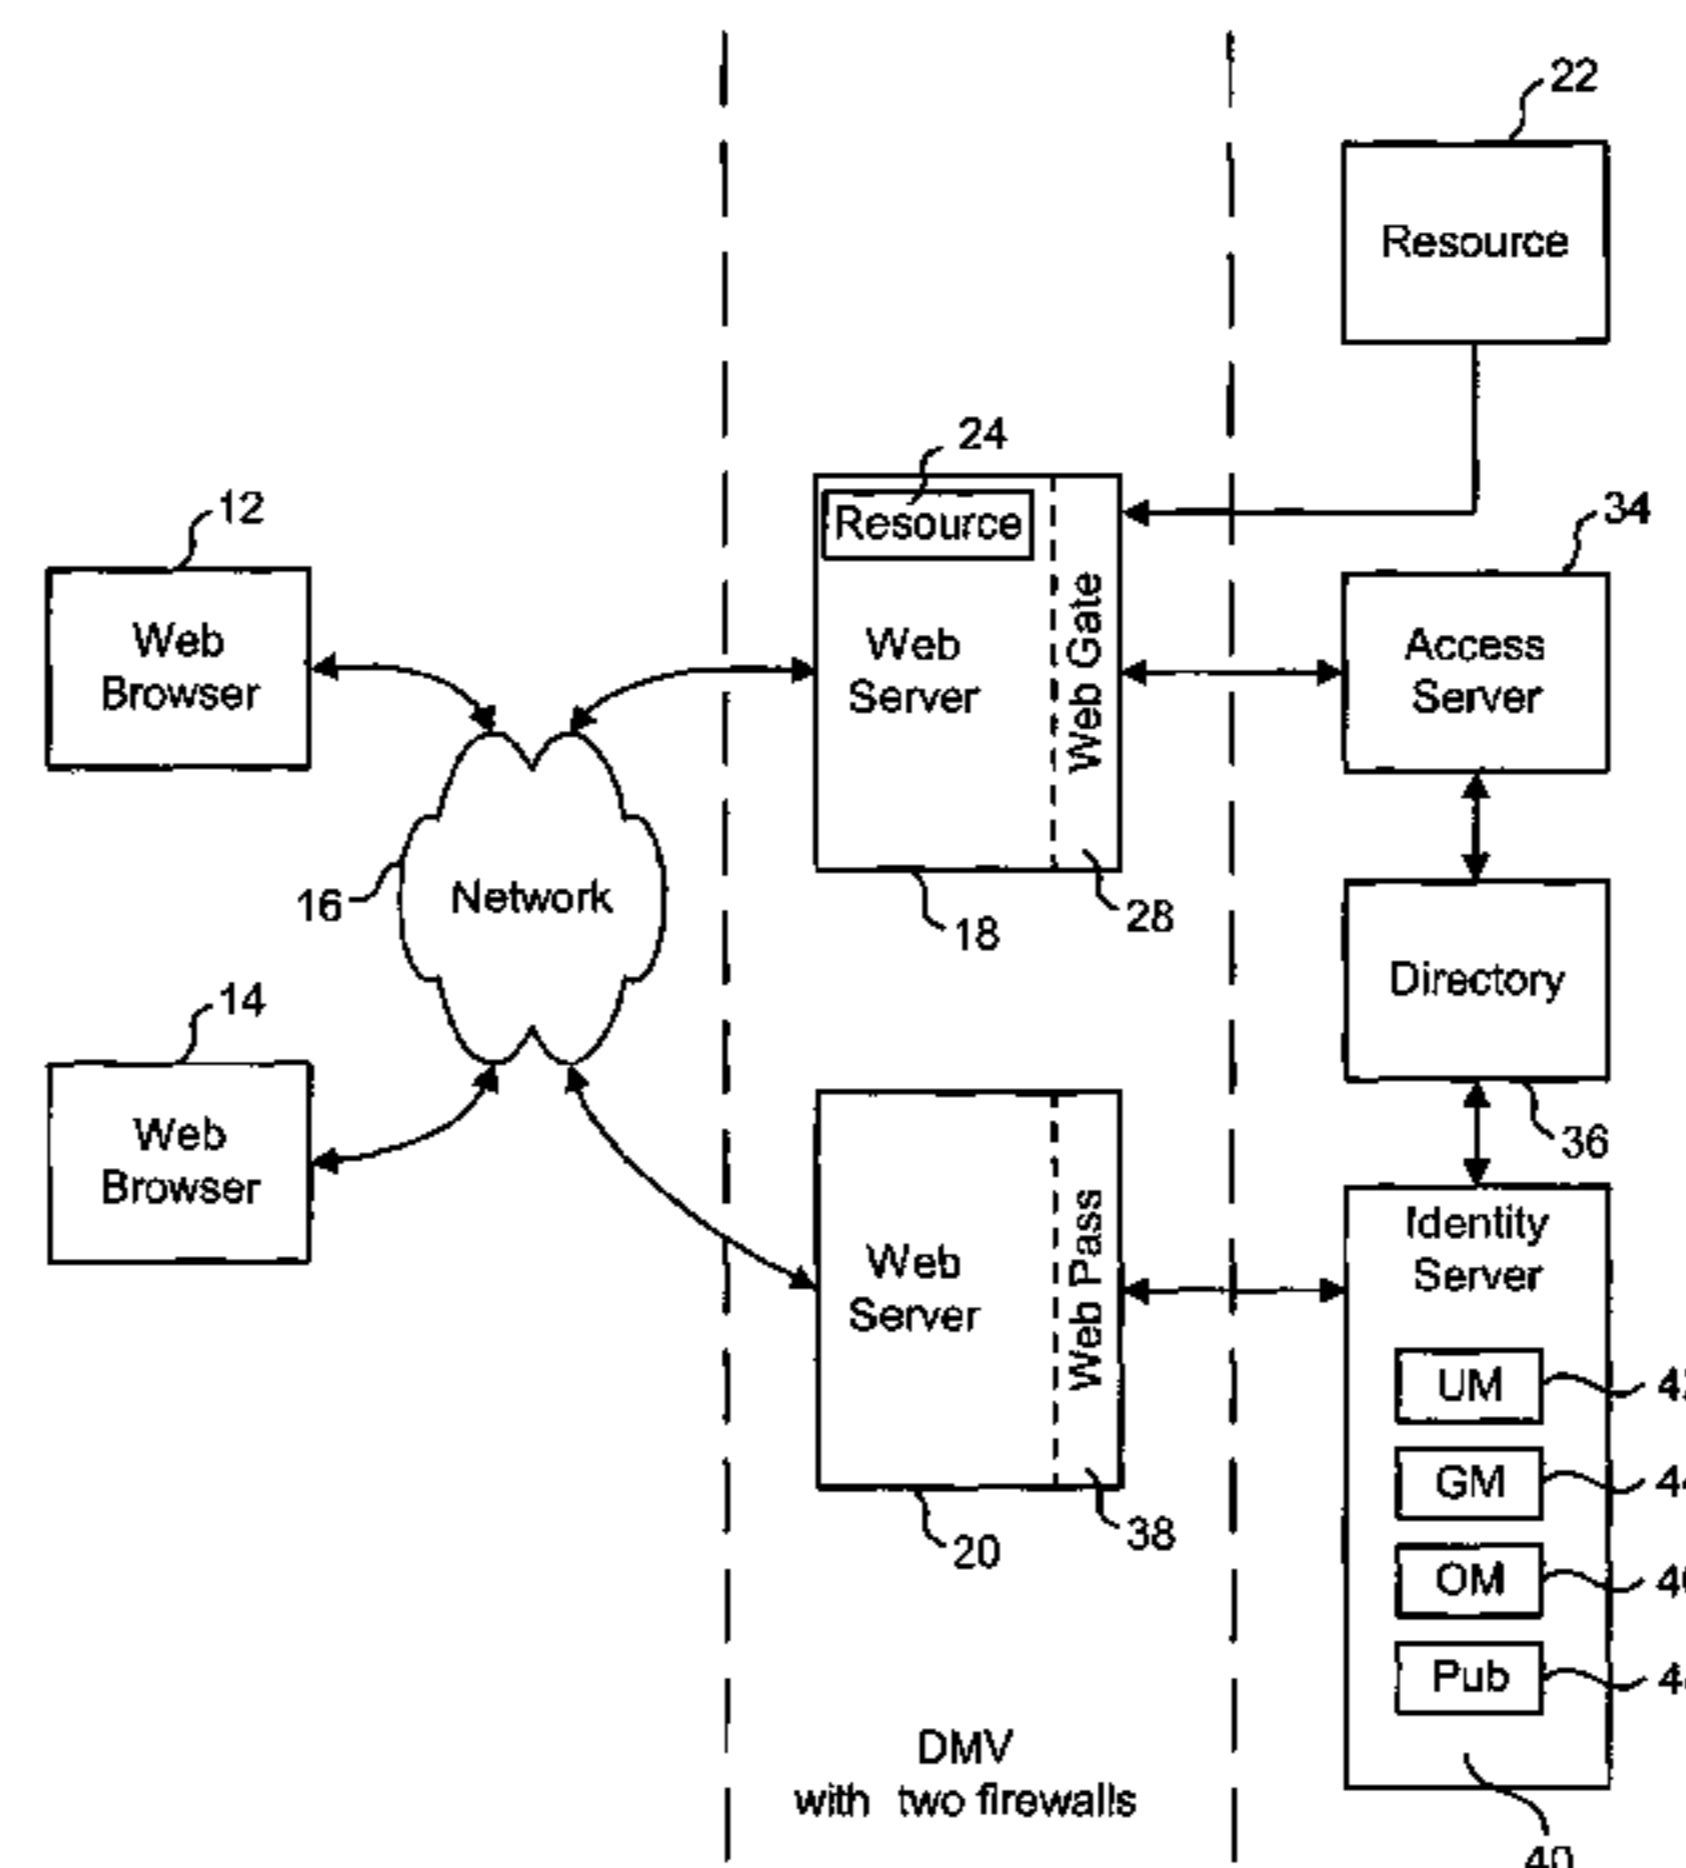 22
Resource
24
Resource
12
34
Web
Browser
Web
Server
Web Gate
Access
Server
16
Network
18
28
Directory
14
36
Web
Browser
Web
Server
Web Pass
Identity
Server
UM
GM
OM
Pub
20
38
DMV
with two firewalls
40